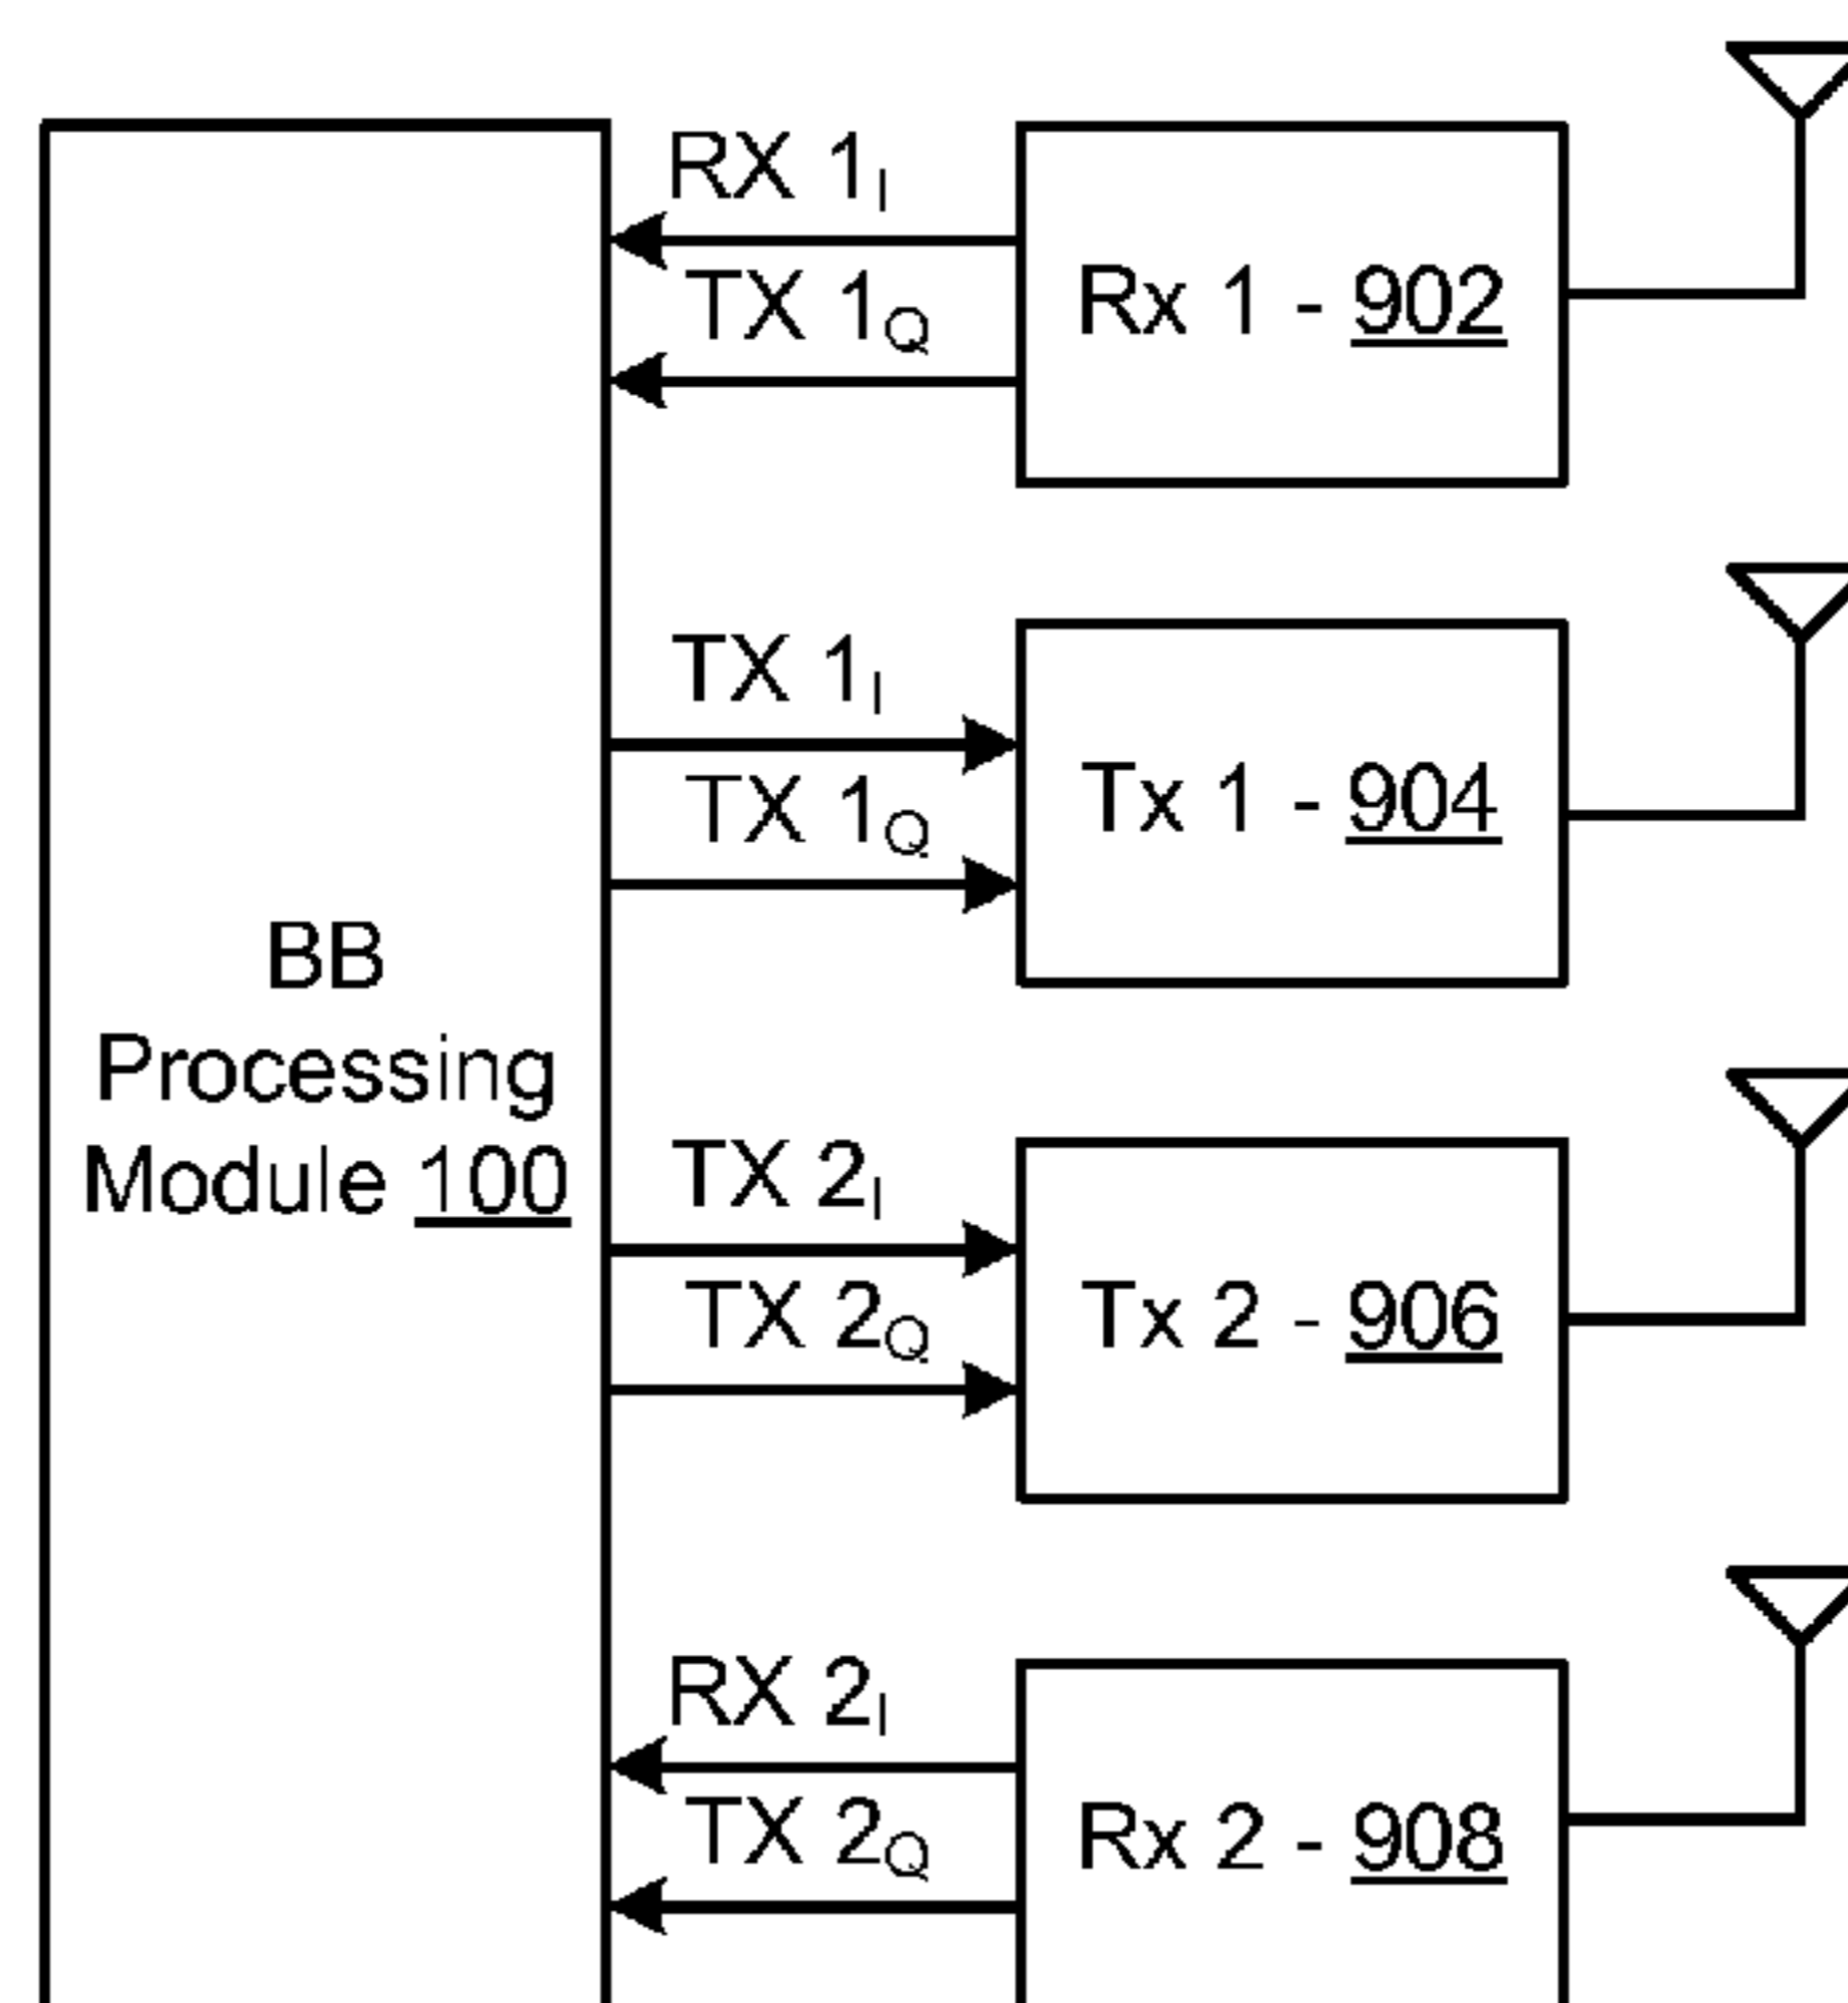 RX 1I
TX 1Q
Rx 1 - 902
TX 1I
TX 1Q
Tx 1 - 904
BB
Processing
Module 100
TX 2I
TX 2Q
Tx 2 - 906
RX 2I
TX 2Q
Rx 2 - 908